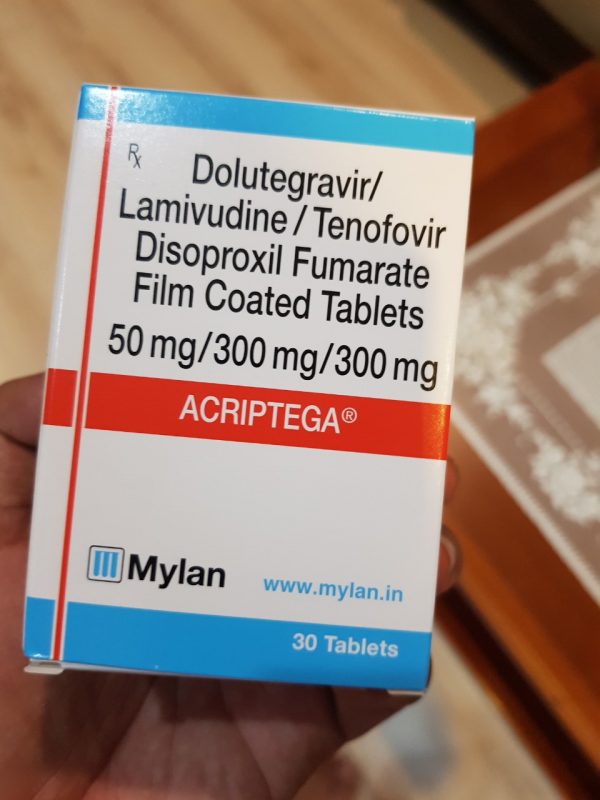 Rx
Dolutegravir/
Lamivudine / Tenofovir
Disoproxil Fumarate
Film Coated Tablets
50 mg/300 mg/300 mg
ACRIPTEGA®
Mylan
www.mylan.in
30 Tablets